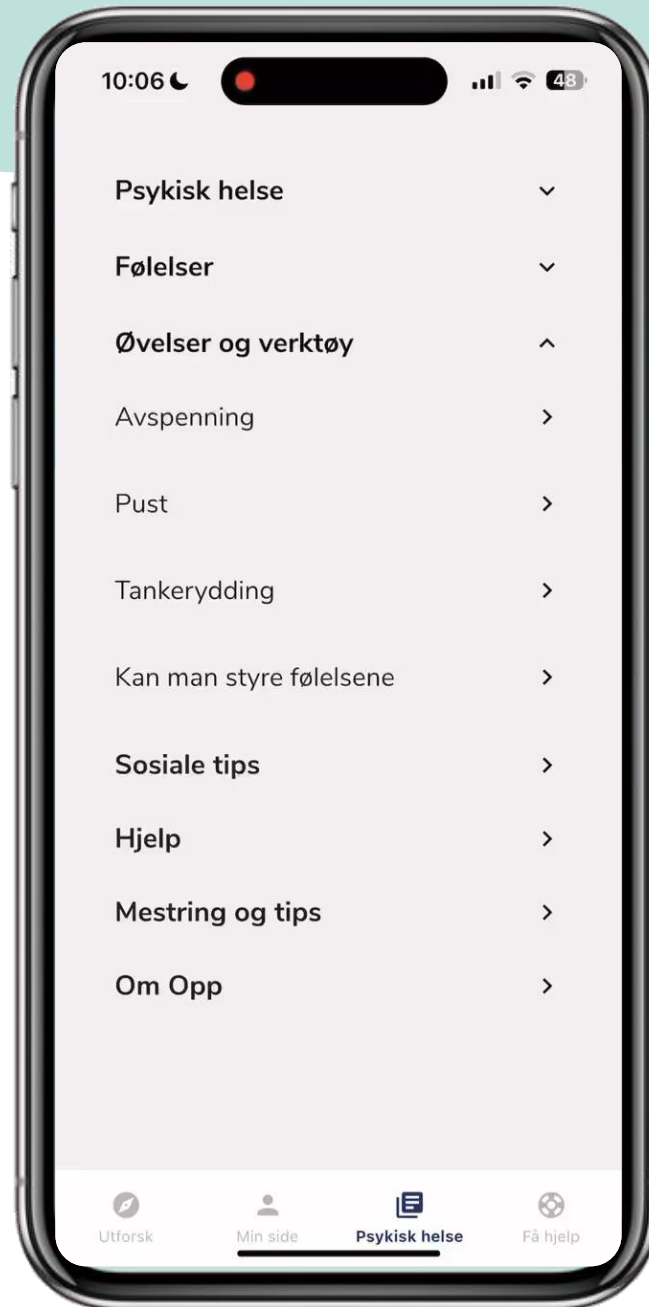 10:06
48
Psykisk helse
Følelser
Øvelser og verktøy
Avspenning
Pust
Tankerydding
Kan man styre følelsene
Sosiale tips
Hjelp
Mestring og tips
Om Opp
Utforsk Min side Psykisk helse Få hjelp